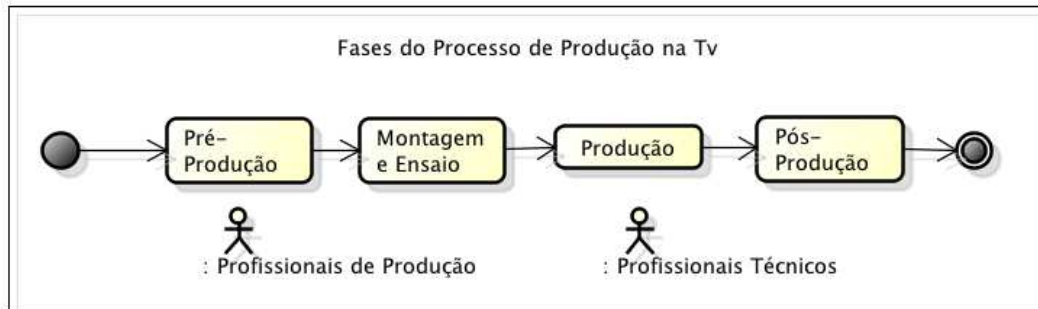 Fases do Processo de Produção na Tv
Pré-
Produção
Montagem
e Ensaio
Produção
Pós-
Produção
: Profissionais de Produção
: Profissionais Técnicos